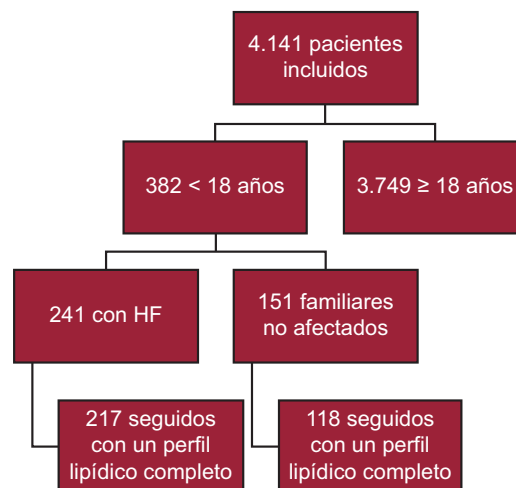 4.141 pacientes
incluidos
382 < 18 años
3.749 ≥ 18 años
241 con HF
151 familiares
no afectados
217 seguidos
con un perfil
lipídico completo
118 seguidos
con un perfil
lipídico completo